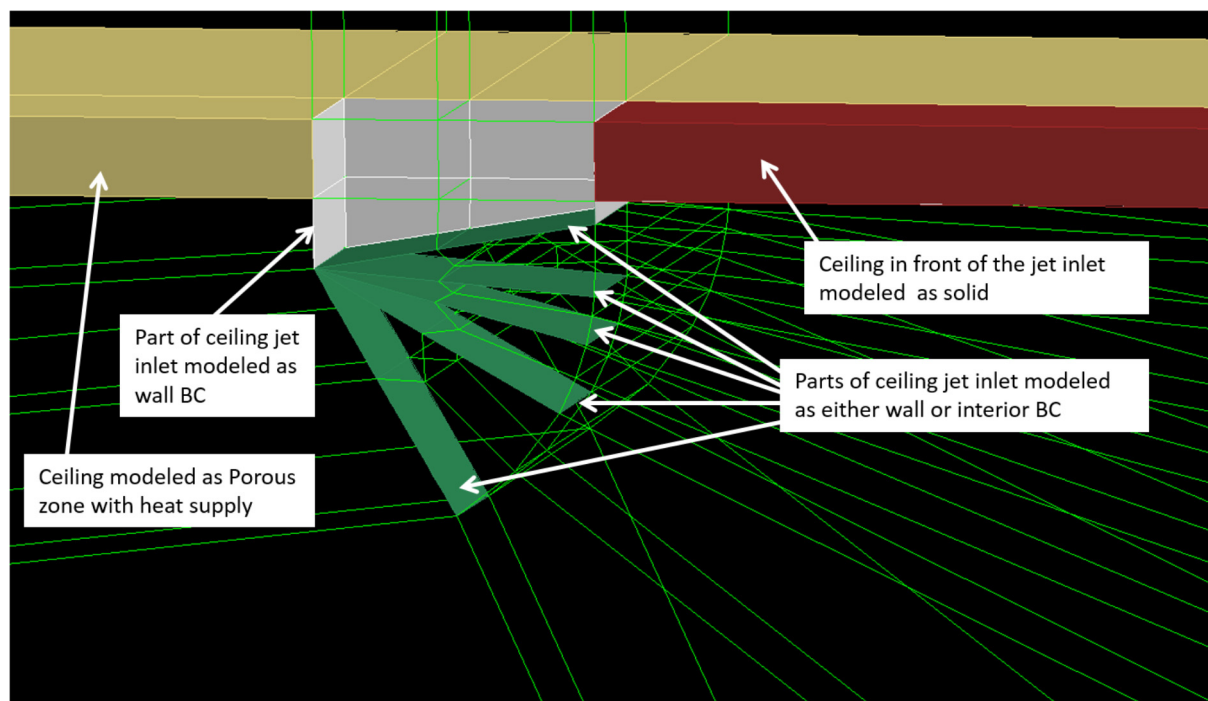 Ceiling in front of the jet inlet
modeled  as solid
Part of ceiling jet
inlet modeled as
wall BC
Parts of ceiling jet inlet modeled
as either wall or interior BC
Ceiling modeled as Porous
zone with heat supply